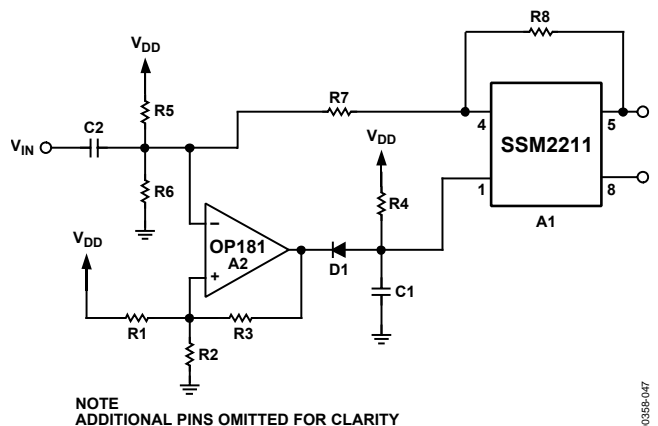 R8
VDD
R5
R7
VDD
4
5
C2
VIN
SSM2211
R6
R4
1
8
A1
VDD
−
OP181
A2
+
D1
C1
R1
R3
R2
NOTE
ADDITIONAL PINS OMITTED FOR CLARITY
0358-047